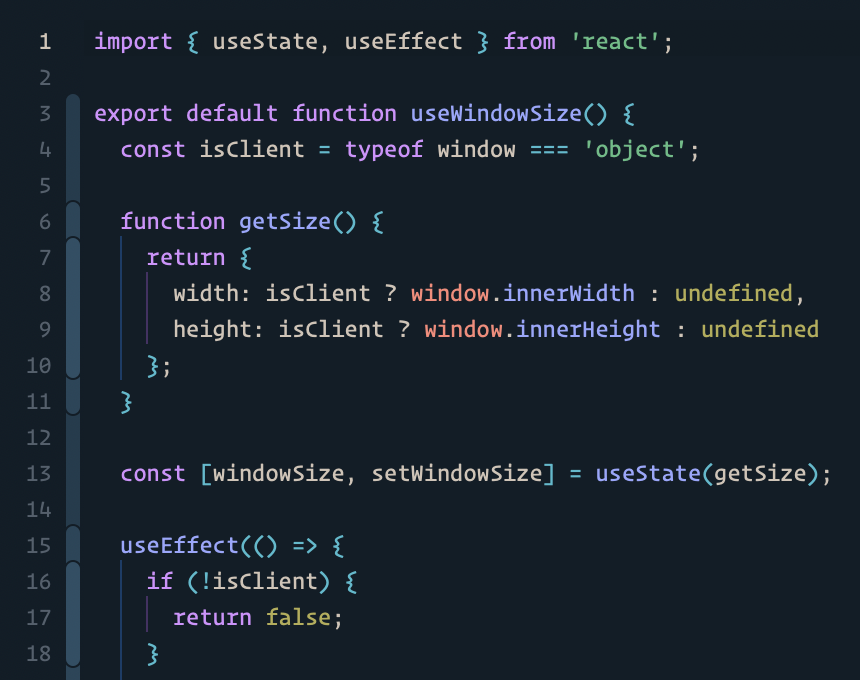 1 import { useState, useEffect } from 'react';
2
3 export default function useWindowSize() {
4   const isClient = typeof window === 'object';
5
6   function getSize() {
7     return {
8       width: isClient ? window.innerWidth : undefined,
9       height: isClient ? window.innerHeight : undefined
10     };
11   }
12
13   const [windowSize, setWindowSize] = useState(getSize);
14
15   useEffect(() => {
16     if (!isClient) {
17       return false;
18     }